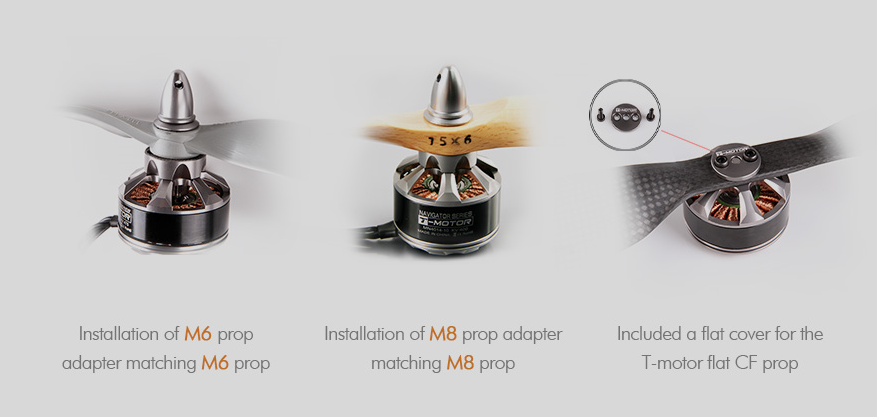 T-MOTOR
15x6
T-MOTOR
NAVIGATOR SERIES
T-MOTOR
Installation of M6 prop
adapter matching M6 prop
Installation of M8 prop adapter
matching M8 prop
Included a flat cover for the
T-motor flat CF prop